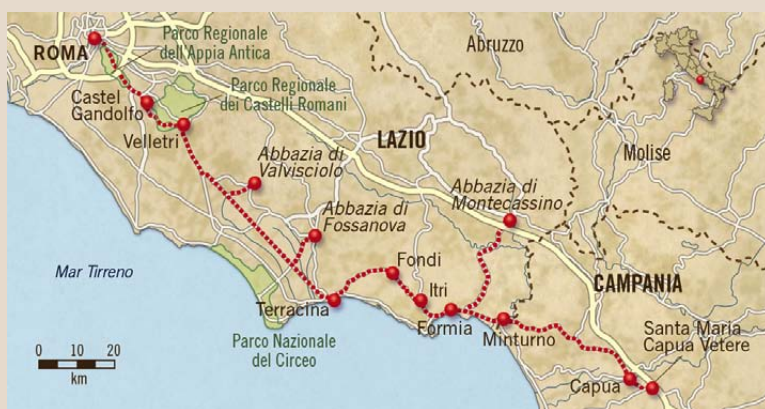 Parco Regionale
dell'Appia Antica
ROMA
Abruzzo
Castel
Gandolfo
Parco Regionale
dei Castelli Romani
Velletri
LAZIO
Molise
Abbazia di
Valvisciolo
Abbazia di
Montecassino
Abbazia di
Fossanova
Mar Tirreno
Fondi
CAMPANIA
Itri
Terracina
Formia
Minturno
Santa Maria
Capua Vetere
Parco Nazionale
del Circeo
0 10 20
km
Capua